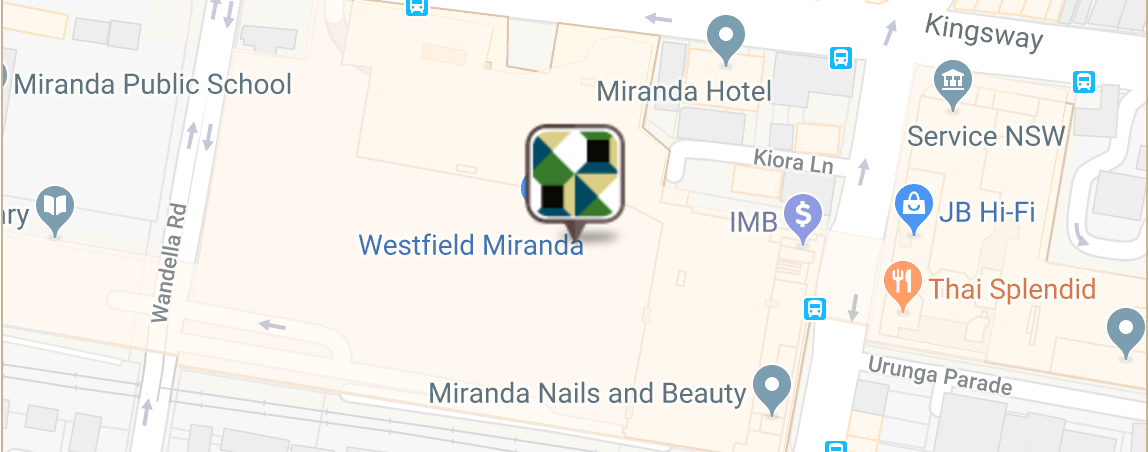 Kingsway
Miranda Public School
Miranda Hotel
Service NSW
Kiora Ln
JB Hi-Fi
IMB
$
Westfield Miranda
Wandella Rd
Thai Splendid
Urunga Parade
Miranda Nails and Beauty